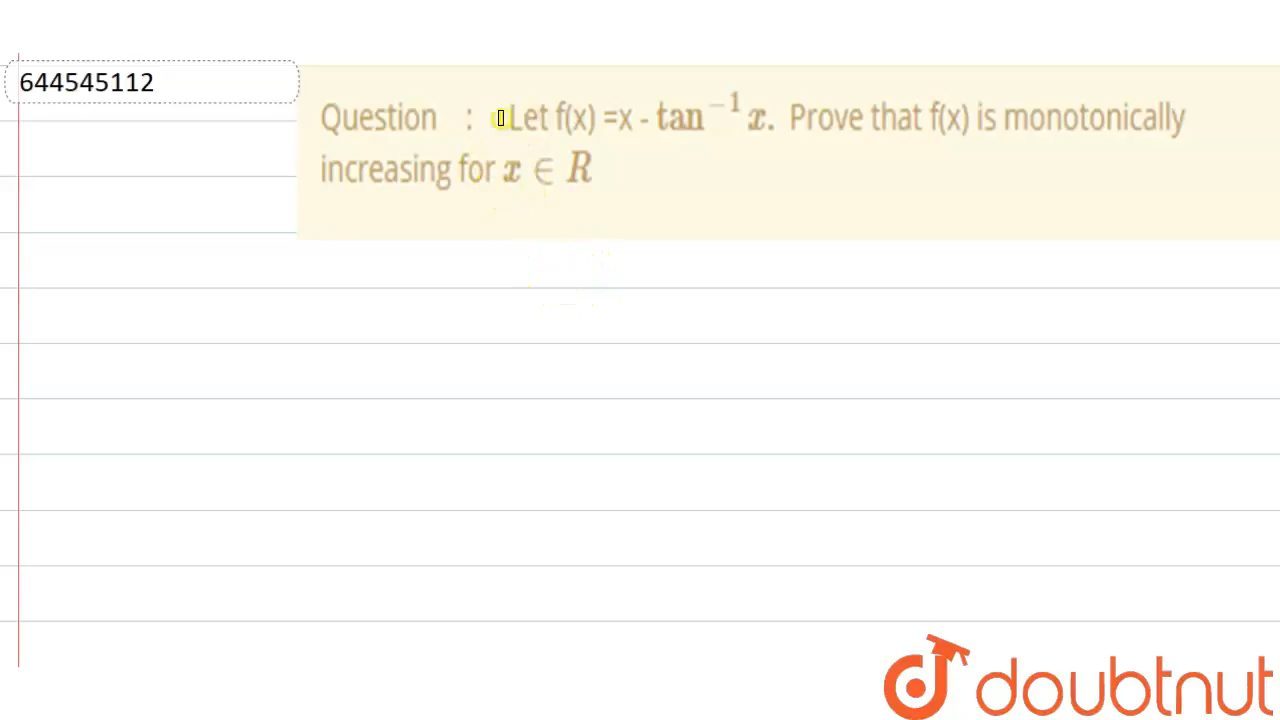 644545112
Question : Let f(x) =x - tan⁻¹ x. Prove that f(x) is monotonically
increasing for x ∈ R
doubtnut